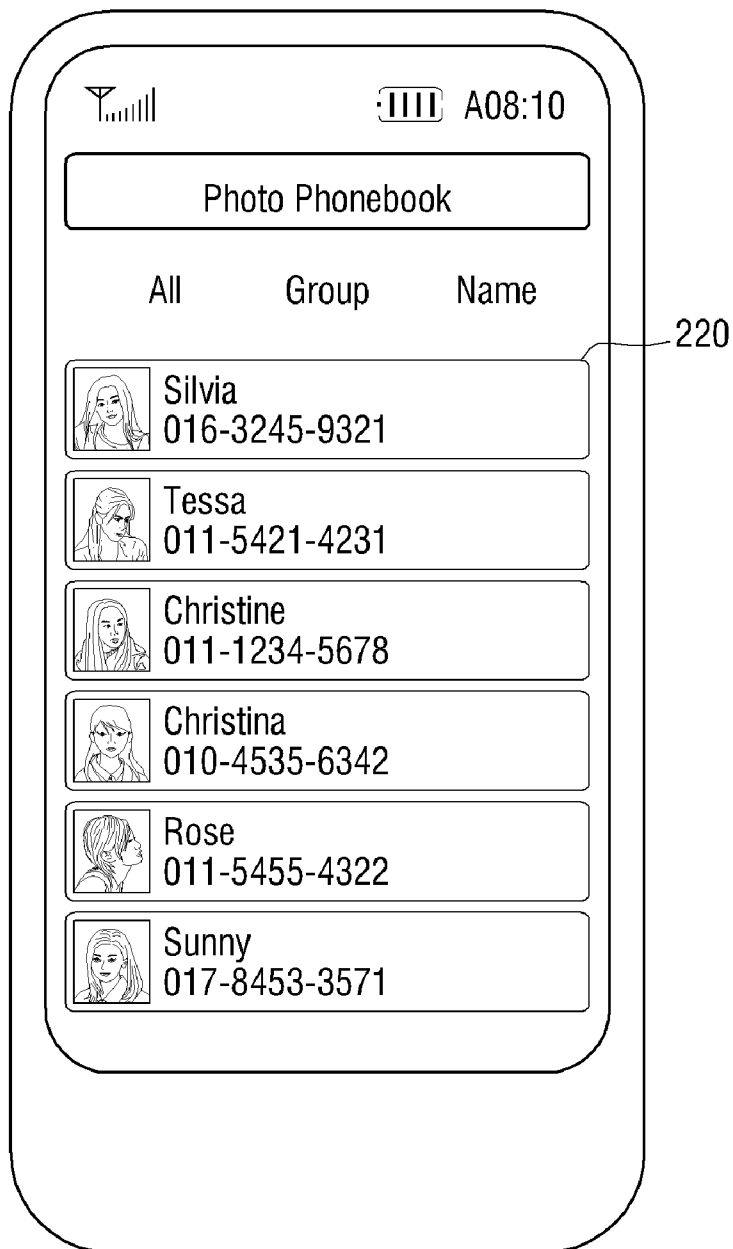 A08:10
Photo Phonebook
All Group Name
220
Silvia
016-3245-9321
Tessa
011-5421-4231
Christine
011-1234-5678
Christina
010-4535-6342
Rose
011-5455-4322
Sunny
017-8453-3571